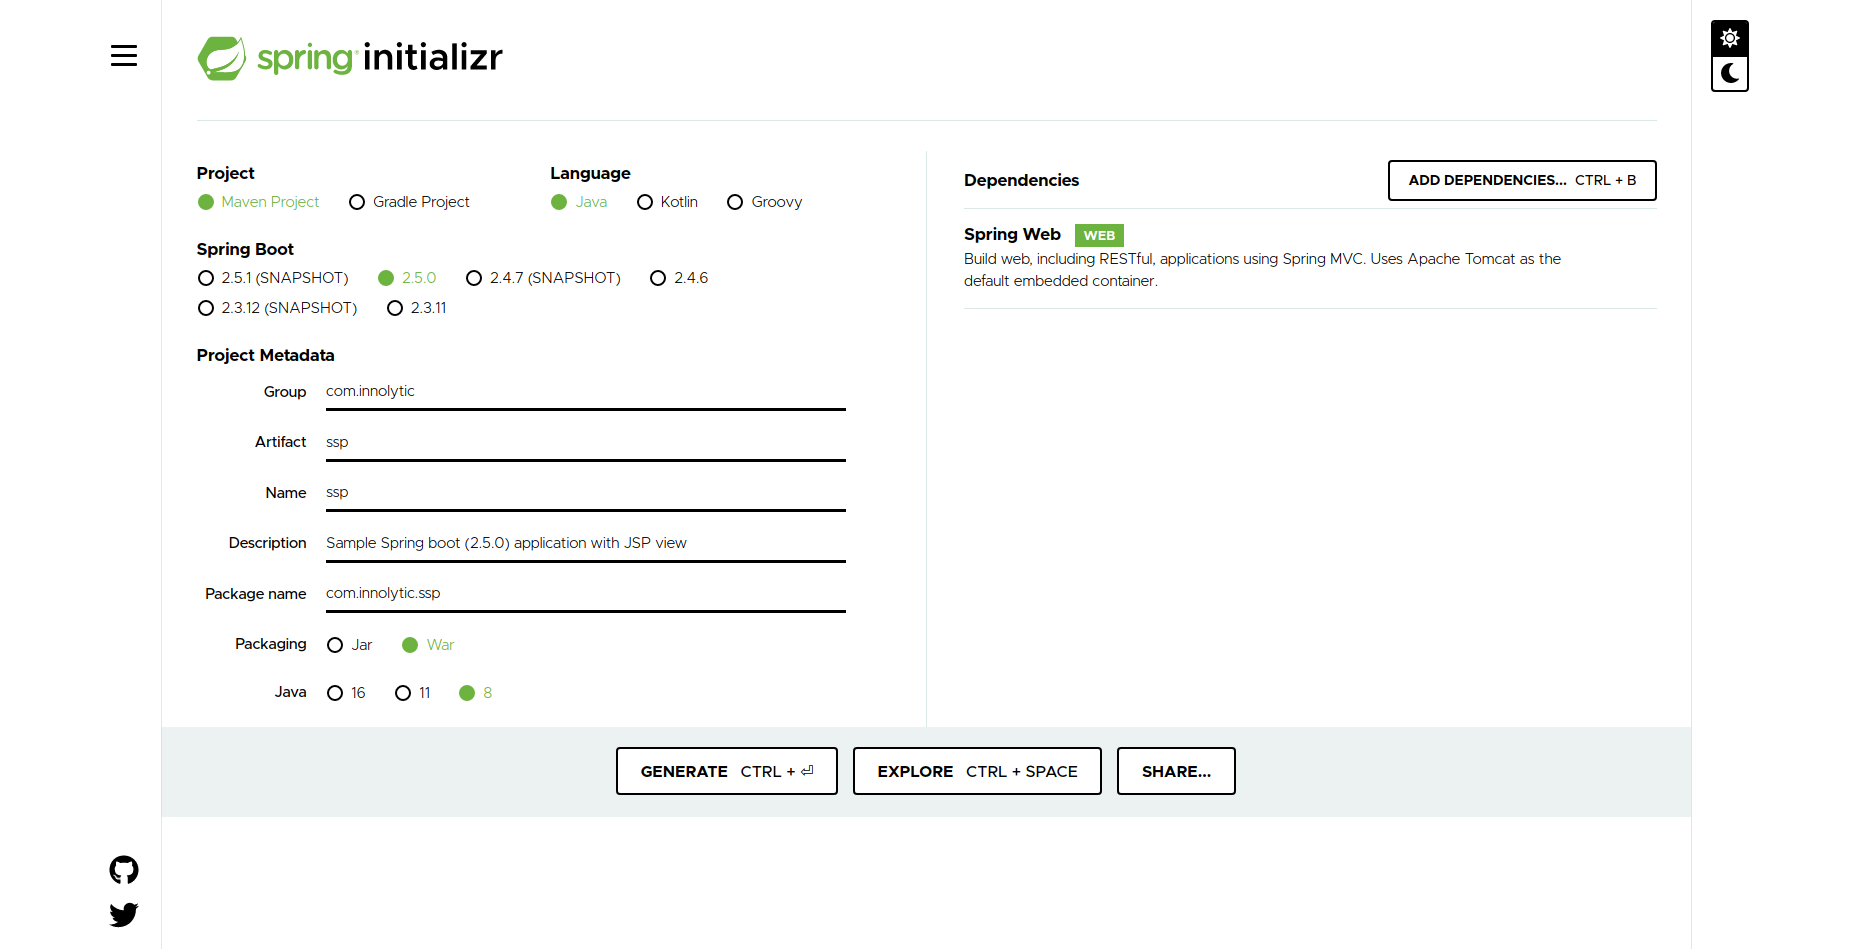 spring initializr
Project
Maven Project Gradle Project
Language
Java Kotlin Groovy
Spring Boot
2.5.1 (SNAPSHOT) 2.5.0 2.4.7 (SNAPSHOT) 2.4.6
2.3.12 (SNAPSHOT) 2.3.11
Project Metadata
Group com.innolytic
Artifact ssp
Name ssp
Description Sample Spring boot (2.5.0) application with JSP view
Package name com.innolytic.ssp
Packaging Jar War
Java 16 11 8
Dependencies ADD DEPENDENCIES... CTRL + B
Spring Web WEB
Build web, including RESTful, applications using Spring MVC. Uses Apache Tomcat as the
default embedded container.
GENERATE CTRL + ⏎ EXPLORE CTRL + SPACE SHARE...